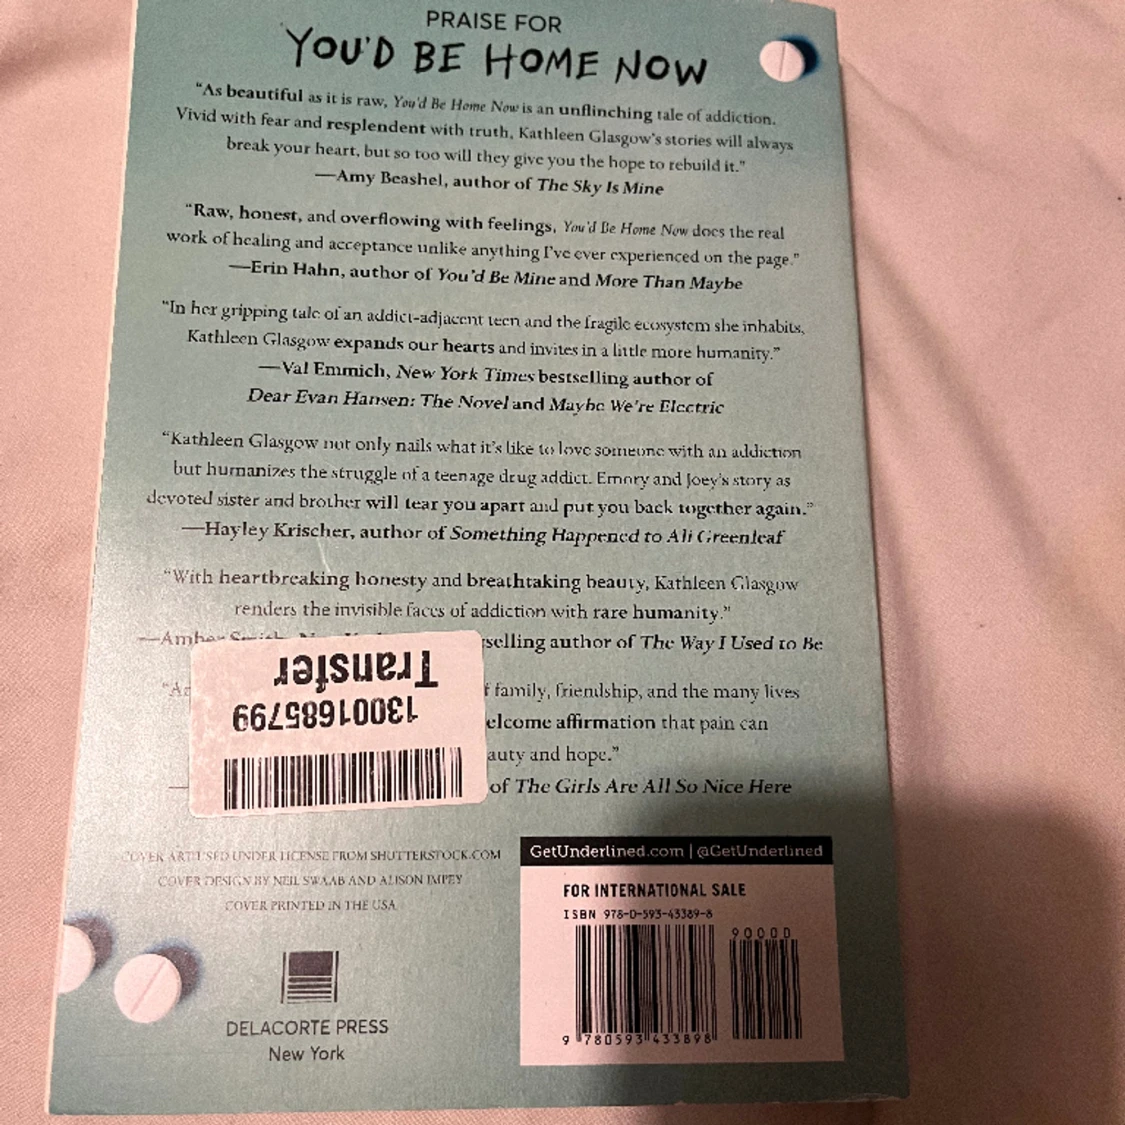 PRAISE FOR
YOU'D BE HOME NOW
"As beautiful as it is raw, You'd Be Home Now is an unflinching tale of addiction.
Vivid with fear and resplendent with truth, Kathleen Glasgow's stories will always
break your heart, but so too will they give you the hope to rebuild it."
—Amy Beashel, author of The Sky Is Mine
"Raw, honest, and overflowing with feelings, You'd Be Home Now does the real
work of healing and acceptance unlike anything I've ever experienced on the page."
—Erin Hahn, author of You'd Be Mine and More Than Maybe
"In her gripping tale of an addict-adjacent teen and the fragile ecosystem she inhabits,
Kathleen Glasgow expands our hearts and invites in a little more humanity."
—Val Emmich, New York Times bestselling author of
Dear Evan Hansen: The Novel and Maybe We're Electric
"Kathleen Glasgow not only nails what it's like to love someone with an addiction
but humanizes the struggle of a teenage drug addict. Emory and Joey's story as
devoted sister and brother will tear you apart and put you back together again."
—Hayley Krischer, author of Something Happened to Ali Greenleaf
"With heartbreaking honesty and breathtaking beauty, Kathleen Glasgow
renders the invisible faces of addiction with rare humanity."
—Amber selling author of The Way I Used to Be
family, friendship, and the many lives
elcome affirmation that pain can
auty and hope."
of The Girls Are All So Nice Here
Transfer
13001685799
COVER ART USED UNDER LICENSE FROM SHUTTERSTOCK.COM
COVER DESIGN BY NEIL SWAAB AND ALISON IMPEY
COVER PRINTED IN THE USA
DELACORTE PRESS
New York
GetUnderlined.com | @GetUnderlined
FOR INTERNATIONAL SALE
ISBN 978-0-593-43389-8
90000
9 780593 433898